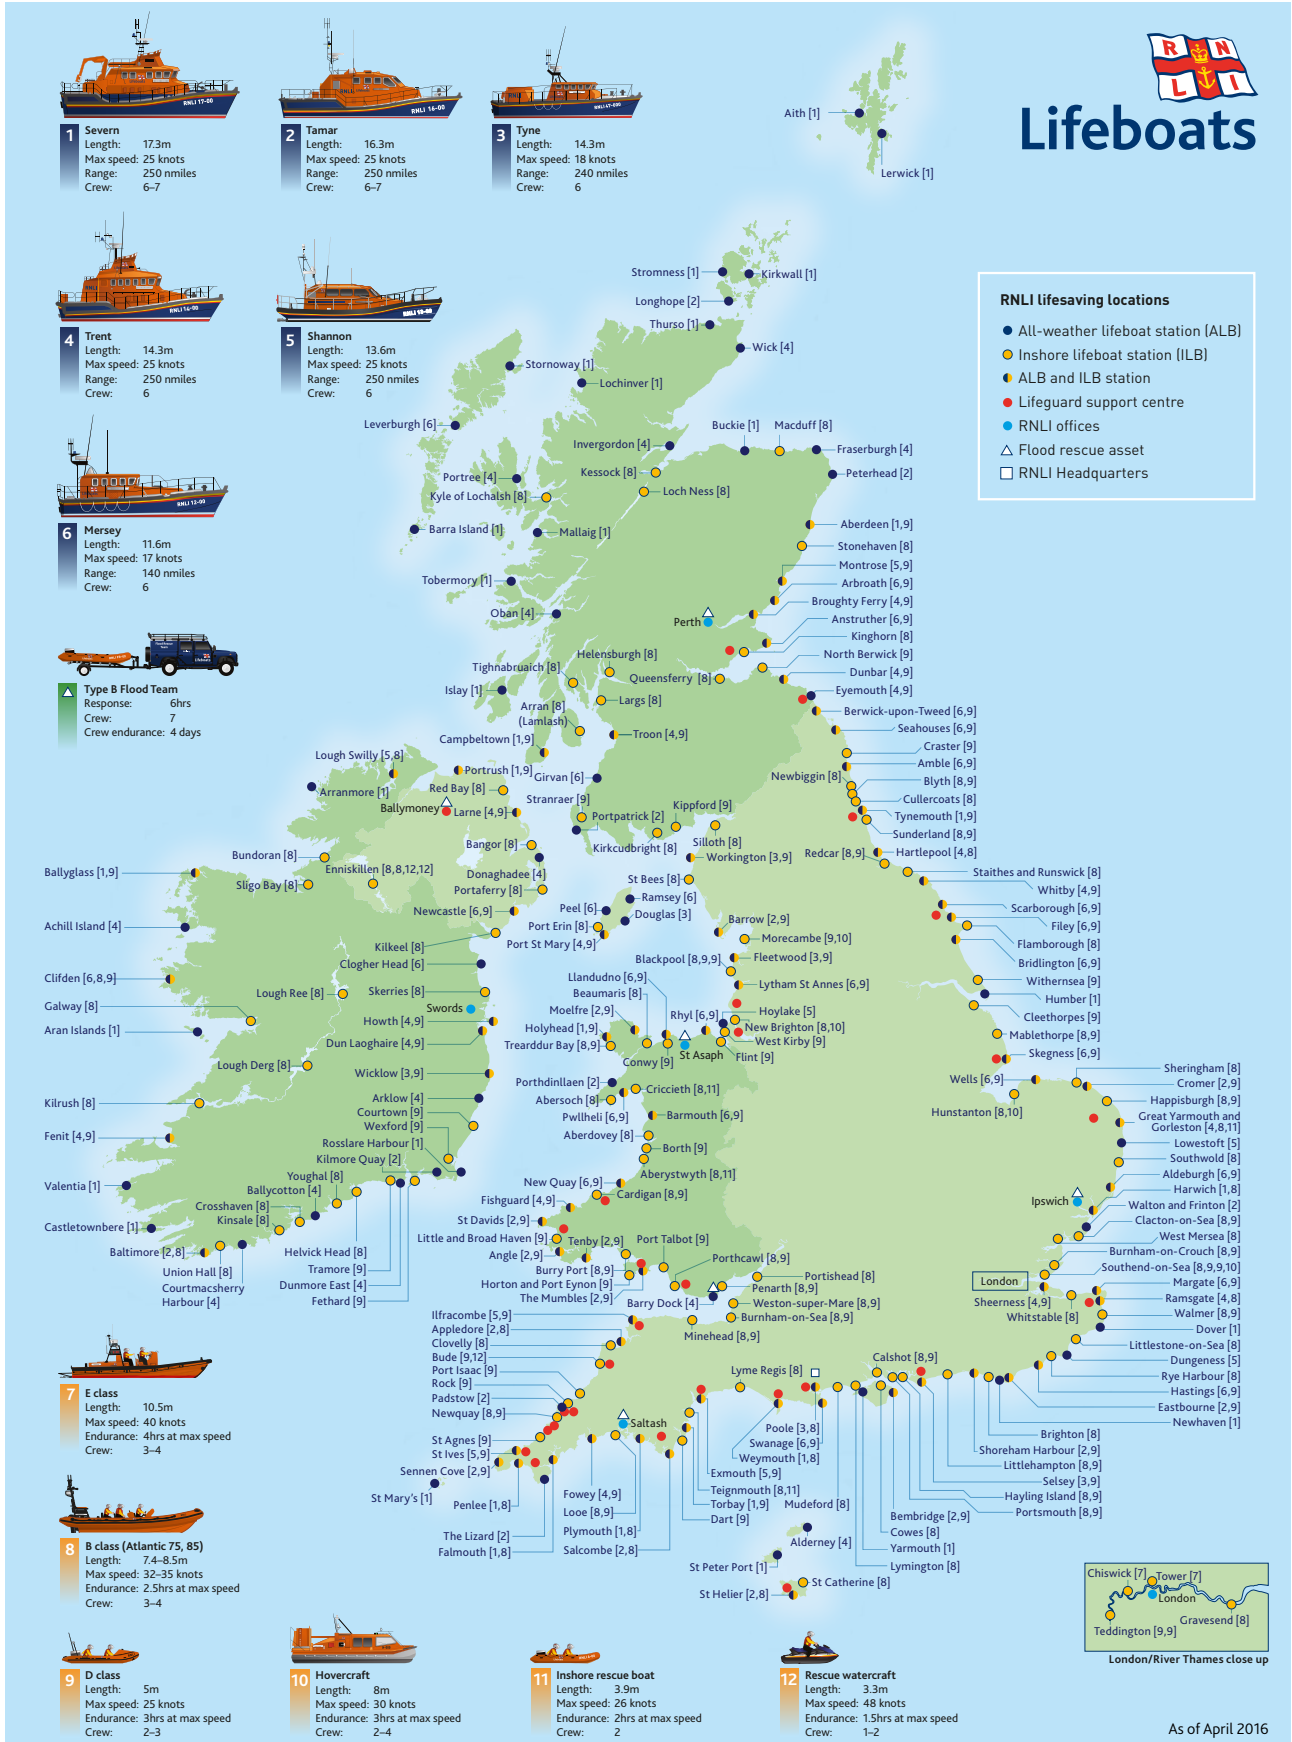 R N
L I
Lifeboats
1
Severn
Length: 17.3m
Max speed: 25 knots
Range: 250 nmiles
Crew: 6–7
2
Tamar
Length: 16.3m
Max speed: 25 knots
Range: 250 nmiles
Crew: 6–7
3
Tyne
Length: 14.3m
Max speed: 18 knots
Range: 240 nmiles
Crew: 6
4
Trent
Length: 14.3m
Max speed: 25 knots
Range: 250 nmiles
Crew: 6
5
Shannon
Length: 13.6m
Max speed: 25 knots
Range: 250 nmiles
Crew: 6
6
Mersey
Length: 11.6m
Max speed: 17 knots
Range: 140 nmiles
Crew: 6
Type B Flood Team
Response: 6hrs
Crew: 7
Crew endurance: 4 days
RNLI lifesaving locations
All-weather lifeboat station (ALB)
Inshore lifeboat station (ILB)
ALB and ILB station
Lifeguard support centre
RNLI offices
Flood rescue asset
RNLI Headquarters
Aith [1]
Lerwick [1]
Stromness [1]
Kirkwall [1]
Longhope [2]
Thurso [1]
Wick [4]
Stornoway [1]
Lochinver [1]
Leverburgh [6]
Invergordon [4]
Buckie [1]
Macduff [8]
Fraserburgh [4]
Kessock [8]
Peterhead [2]
Portree [4]
Kyle of Lochalsh [8]
Loch Ness [8]
Barra Island [1]
Mallaig [1]
Aberdeen [1,9]
Stonehaven [8]
Montrose [5,9]
Tobermory [1]
Arbroath [6,9]
Broughty Ferry [4,9]
Oban [4]
Perth
Anstruther [6,9]
Kinghorn [8]
Helensburgh [8]
North Berwick [9]
Tighnabruaich [8]
Queensferry [8]
Dunbar [4,9]
Islay [1]
Eyemouth [4,9]
Largs [8]
Arran [8]
(Lamlash)
Berwick-upon-Tweed [6,9]
Seahouses [6,9]
Troon [4,9]
Campbeltown [1,9]
Craster [9]
Amble [6,9]
Newbiggin [8]
Blyth [8,9]
Cullercoats [8]
Tynemouth [1,9]
Sunderland [8,9]
Hartlepool [4,8]
Redcar [8,9]
Lough Swilly [5,8]
Portrush [1,9]
Girvan [6]
Arranmore [1]
Red Bay [8]
Ballymoney
Larne [4,9]
Stranraer [9]
Portpatrick [2]
Kippford [9]
Kirkcudbright [8]
Silloth [8]
Workington [3,9]
Bangor [8]
Bundoran [8]
Enniskillen [8,8,12,12]
Donaghadee [4]
Ballyglass [1,9]
Sligo Bay [8]
Portaferry [8]
St Bees [8]
Ramsey [6]
Newcastle [6,9]
Peel [6]
Douglas [3]
Achill Island [4]
Port Erin [8]
Port St Mary [4,9]
Barrow [2,9]
Morecambe [9,10]
Kilkeel [8]
Clogher Head [6]
Blackpool [8,9,9]
Fleetwood [3,9]
Clifden [6,8,9]
Lough Ree [8]
Skerries [8]
Llandudno [6,9]
Lytham St Annes [6,9]
Beaumaris [8]
Galway [8]
Swords
Moelfre [2,9]
Hoylake [5]
Rhyl [6,9]
Howth [4,9]
Holyhead [1,9]
New Brighton [8,10]
Aran Islands [1]
Dun Laoghaire [4,9]
Trearddur Bay [8,9]
West Kirby [9]
St Asaph
Flint [9]
Conwy [9]
Lough Derg [8]
Wicklow [3,9]
Porthdinllaen [2]
Criccieth [8,11]
Arklow [4]
Abersoch [8]
Kilrush [8]
Courtown [9]
Pwllheli [6,9]
Barmouth [6,9]
Wexford [9]
Fenit [4,9]
Rosslare Harbour [1]
Aberdovey [8]
Borth [9]
Kilmore Quay [2]
Aberystwyth [8,11]
Youghal [8]
New Quay [6,9]
Valentia [1]
Ballycotton [4]
Cardigan [8,9]
Fishguard [4,9]
Crosshaven [8]
Kinsale [8]
St Davids [2,9]
Castletownbere [1]
Little and Broad Haven [9]
Tenby [2,9]
Port Talbot [9]
Baltimore [2,8]
Helvick Head [8]
Angle [2,9]
Porthcawl [8,9]
Union Hall [8]
Tramore [9]
Burry Port [8,9]
Portishead [8]
Courtmacsherry
Harbour [4]
Dunmore East [4]
Horton and Port Eynon [9]
Penarth [8,9]
Fethard [9]
The Mumbles [2,9]
Barry Dock [4]
Weston-super-Mare [8,9]
Burnham-on-Sea [8,9]
Minehead [8,9]
Staithes and Runswick [8]
Whitby [4,9]
Scarborough [6,9]
Filey [6,9]
Flamborough [8]
Bridlington [6,9]
Withernsea [9]
Humber [1]
Cleethorpes [9]
Mablethorpe [8,9]
Skegness [6,9]
Sheringham [8]
Wells [6,9]
Cromer [2,9]
Happisburgh [8,9]
Hunstanton [8,10]
Great Yarmouth and
Gorleston [4,8,11]
Lowestoft [5]
Southwold [8]
Aldeburgh [6,9]
Harwich [1,8]
Ipswich
Walton and Frinton [2]
Clacton-on-Sea [8,9]
West Mersea [8]
Burnham-on-Crouch [8,9]
Southend-on-Sea [8,9,9,10]
London
Margate [6,9]
Sheerness [4,9]
Ramsgate [4,8]
Whitstable [8]
Walmer [8,9]
Dover [1]
Littlestone-on-Sea [8]
Dungeness [5]
Rye Harbour [8]
Hastings [6,9]
Eastbourne [2,9]
Newhaven [1]
Brighton [8]
Shoreham Harbour [2,9]
Littlehampton [8,9]
Selsey [3,9]
Hayling Island [8,9]
Portsmouth [8,9]
Ilfracombe [5,9]
Appledore [2,8]
Clovelly [8]
Bude [9,12]
Port Isaac [9]
Rock [9]
Padstow [2]
Newquay [8,9]
St Agnes [9]
St Ives [5,9]
Sennen Cove [2,9]
St Mary's [1]
Penlee [1,8]
The Lizard [2]
Falmouth [1,8]
Saltash
Fowey [4,9]
Looe [8,9]
Plymouth [1,8]
Salcombe [2,8]
Lyme Regis [8]
Calshot [8,9]
Poole [3,8]
Swanage [6,9]
Weymouth [1,8]
Exmouth [5,9]
Teignmouth [8,11]
Torbay [1,9]
Dart [9]
Mudeford [8]
Bembridge [2,9]
Cowes [8]
Yarmouth [1]
Lymington [8]
Alderney [4]
St Peter Port [1]
St Catherine [8]
St Helier [2,8]
7
E class
Length: 10.5m
Max speed: 40 knots
Endurance: 4hrs at max speed
Crew: 3–4
8
B class (Atlantic 75, 85)
Length: 7.4–8.5m
Max speed: 32–35 knots
Endurance: 2.5hrs at max speed
Crew: 3–4
9
D class
Length: 5m
Max speed: 25 knots
Endurance: 3hrs at max speed
Crew: 2–3
10
Hovercraft
Length: 8m
Max speed: 30 knots
Endurance: 3hrs at max speed
Crew: 2–4
11
Inshore rescue boat
Length: 3.9m
Max speed: 26 knots
Endurance: 2hrs at max speed
Crew: 2
12
Rescue watercraft
Length: 3.3m
Max speed: 48 knots
Endurance: 1.5hrs at max speed
Crew: 1–2
Chiswick [7]
Tower [7]
London
Gravesend [8]
Teddington [9,9]
London/River Thames close up
As of April 2016